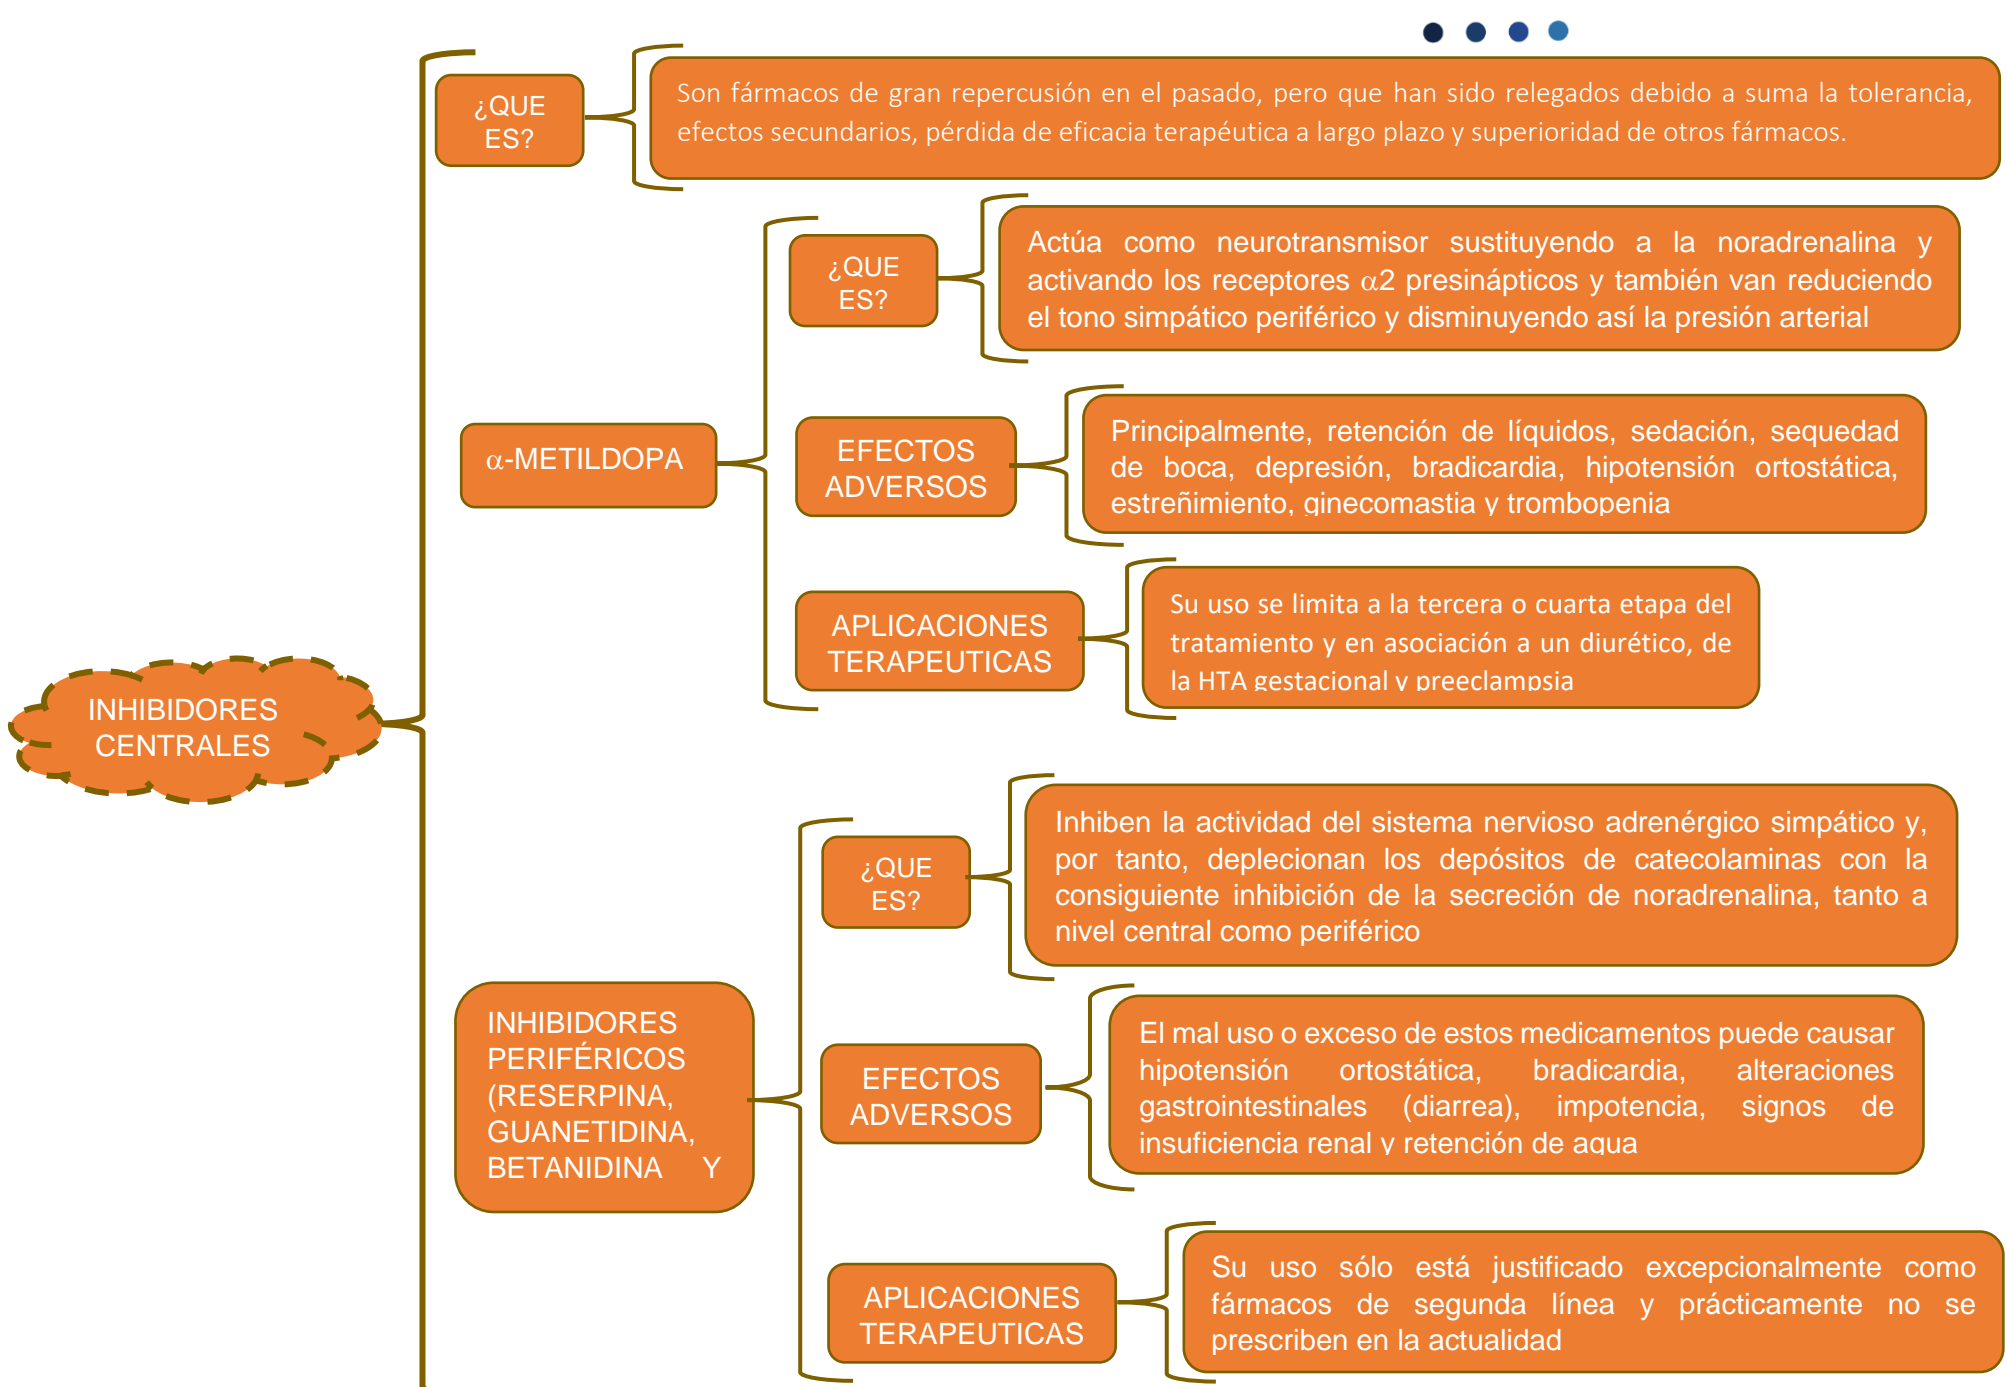 ¿QUE
ES?
Son fármacos de gran repercusión en el pasado, pero que han sido relegados debido a suma la tolerancia,
efectos secundarios, pérdida de eficacia terapéutica a largo plazo y superioridad de otros fármacos.
α-METILDOPA
¿QUE
ES?
Actúa como neurotransmisor sustituyendo a la noradrenalina y
activando los receptores α2 presinápticos y también van reduciendo
el tono simpático periférico y disminuyendo así la presión arterial
EFECTOS
ADVERSOS
Principalmente, retención de líquidos, sedación, sequedad
de boca, depresión, bradicardia, hipotensión ortostática,
estreñimiento, ginecomastia y trombopenia
APLICACIONES
TERAPEUTICAS
Su uso se limita a la tercera o cuarta etapa del
tratamiento y en asociación a un diurético, de
la HTA gestacional y preeclampsia
INHIBIDORES
CENTRALES
INHIBIDORES
PERIFÉRICOS
(RESERPINA,
GUANETIDINA,
BETANIDINA Y
¿QUE
ES?
Inhiben la actividad del sistema nervioso adrenérgico simpático y,
por tanto, deplecionan los depósitos de catecolaminas con la
consiguiente inhibición de la secreción de noradrenalina, tanto a
nivel central como periférico
EFECTOS
ADVERSOS
El mal uso o exceso de estos medicamentos puede causar
hipotensión ortostática, bradicardia, alteraciones
gastrointestinales (diarrea), impotencia, signos de
insuficiencia renal y retención de agua
APLICACIONES
TERAPEUTICAS
Su uso sólo está justificado excepcionalmente como
fármacos de segunda línea y prácticamente no se
prescriben en la actualidad